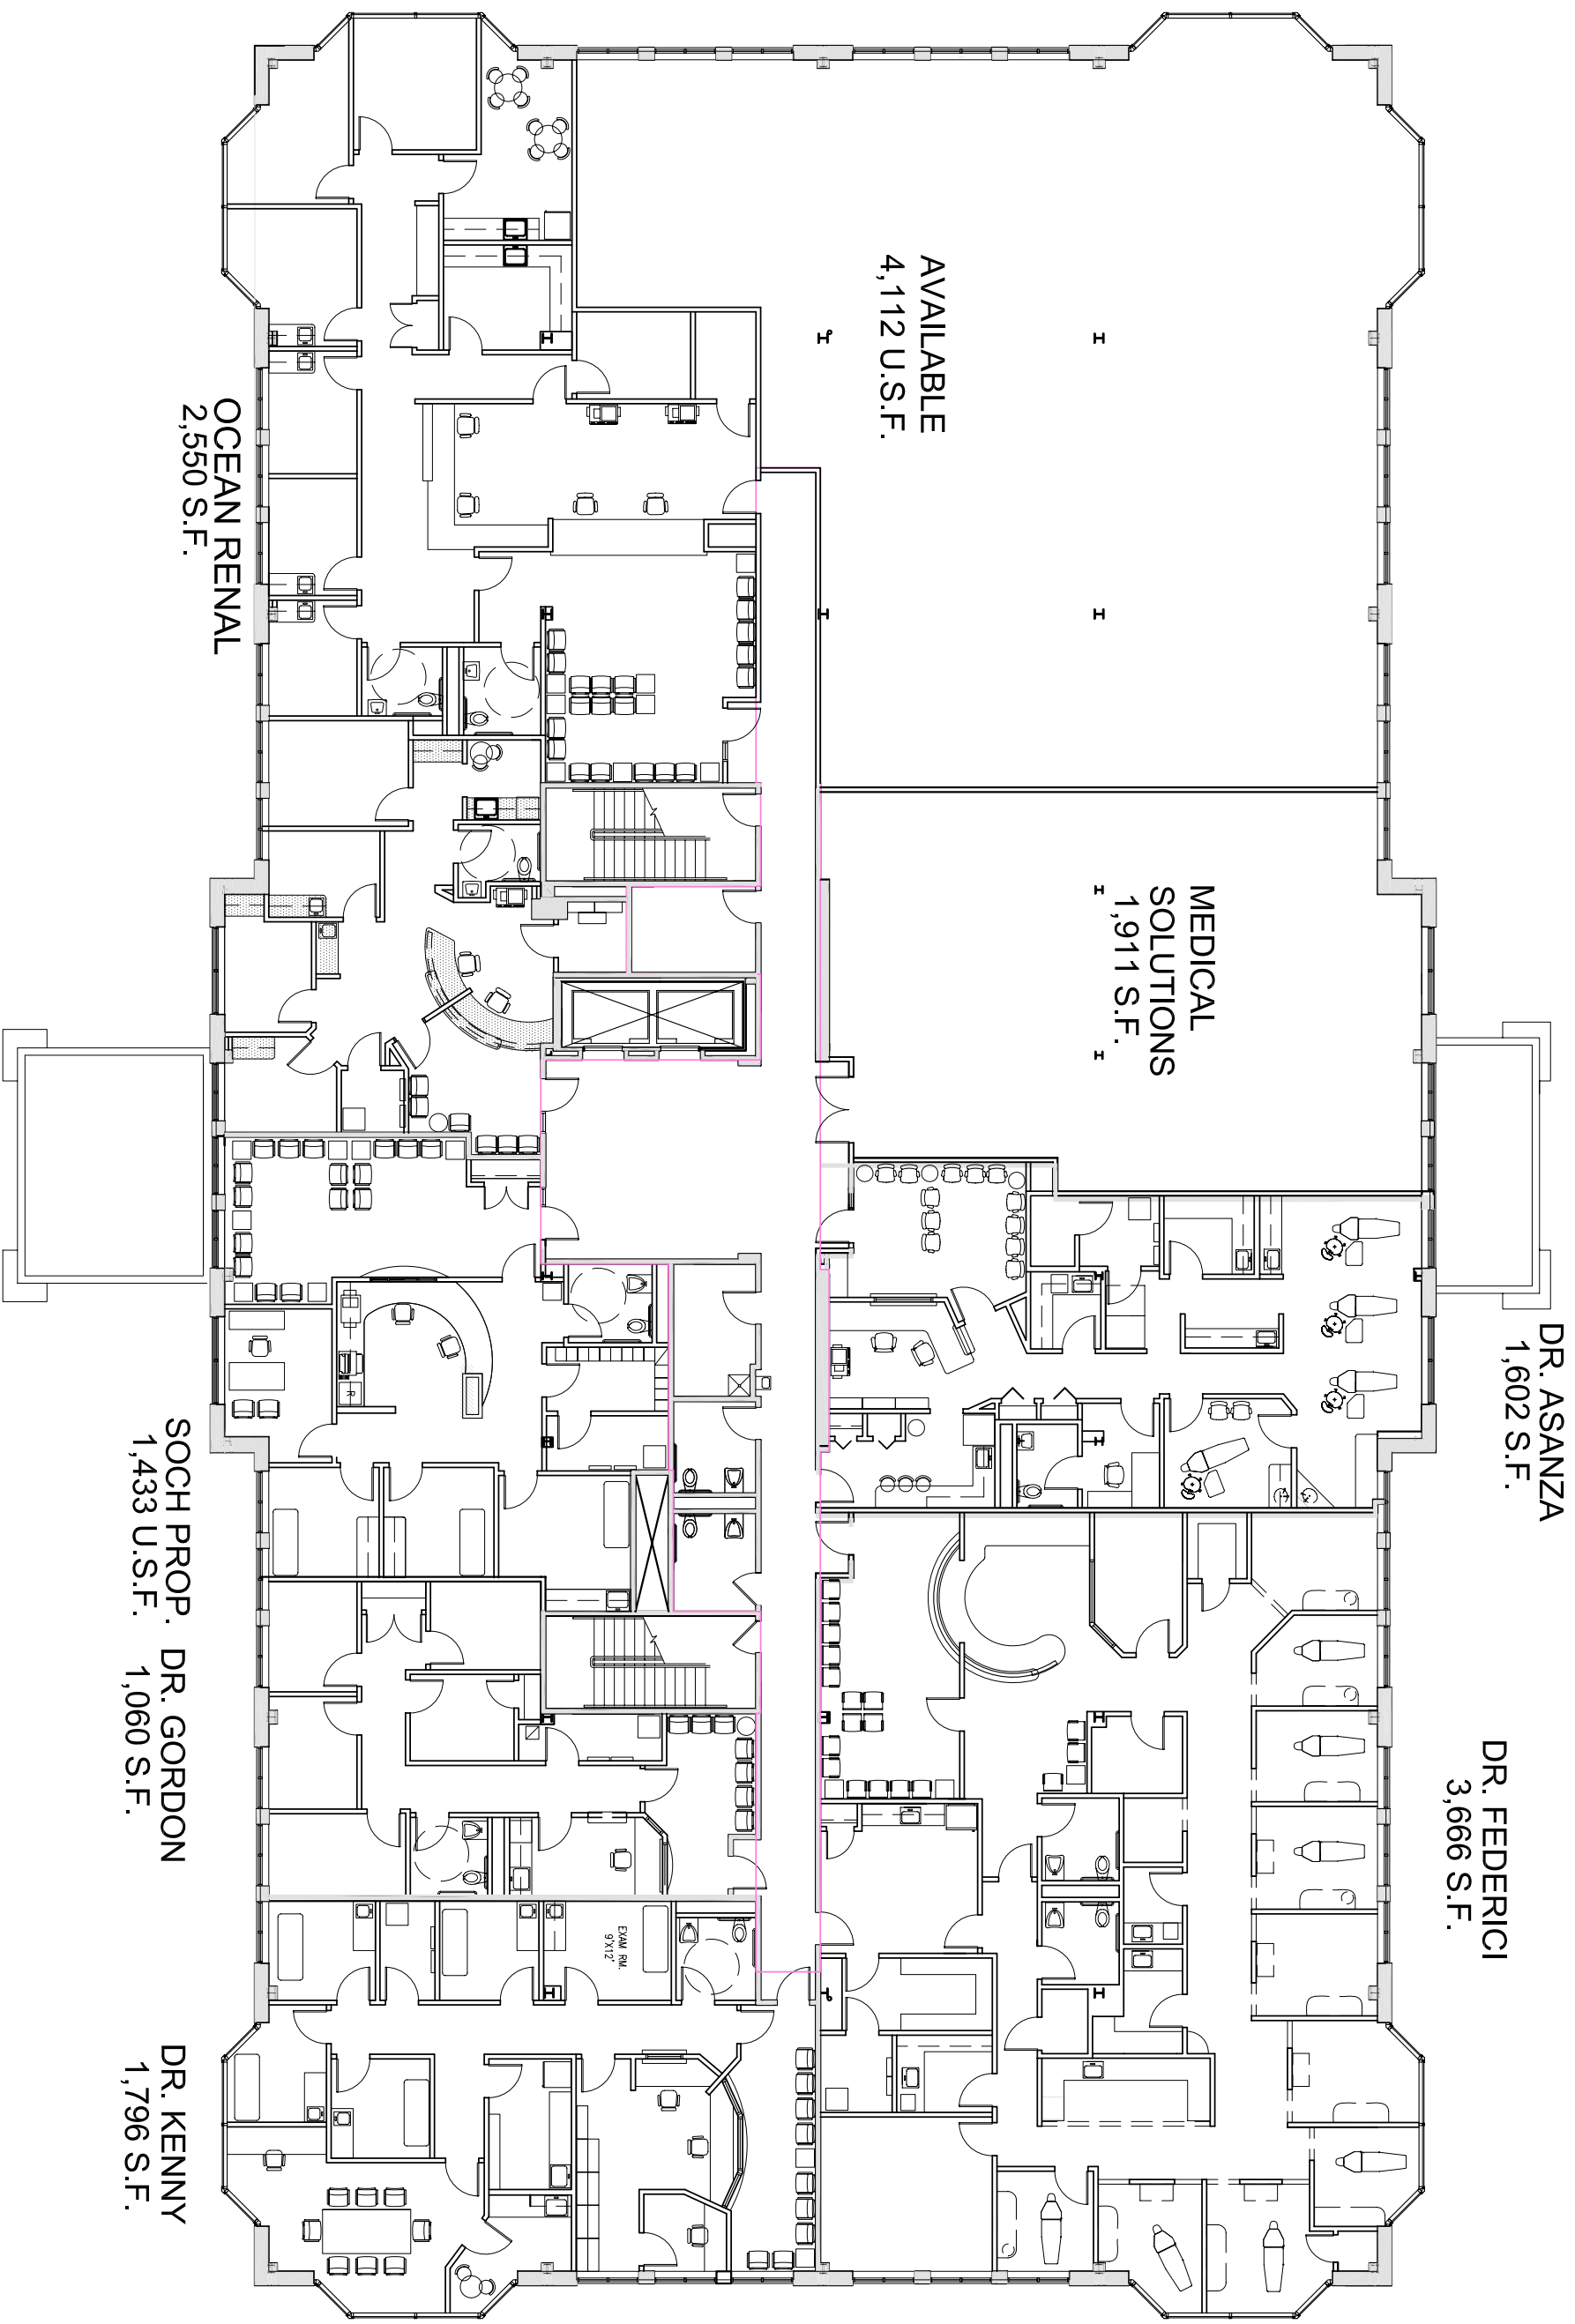 AVAILABLE
4,112 U.S.F.
OCEAN RENAL
2,550 S.F.
MEDICAL
SOLUTIONS
1,911 S.F.
DR. ASANZA
1,602 S.F.
SOCH PROP.
1,433 U.S.F.
DR. GORDON
1,060 S.F.
DR. FEDERICI
3,666 S.F.
EXAM RM.
9'X12'
DR. KENNY
1,796 S.F.
R